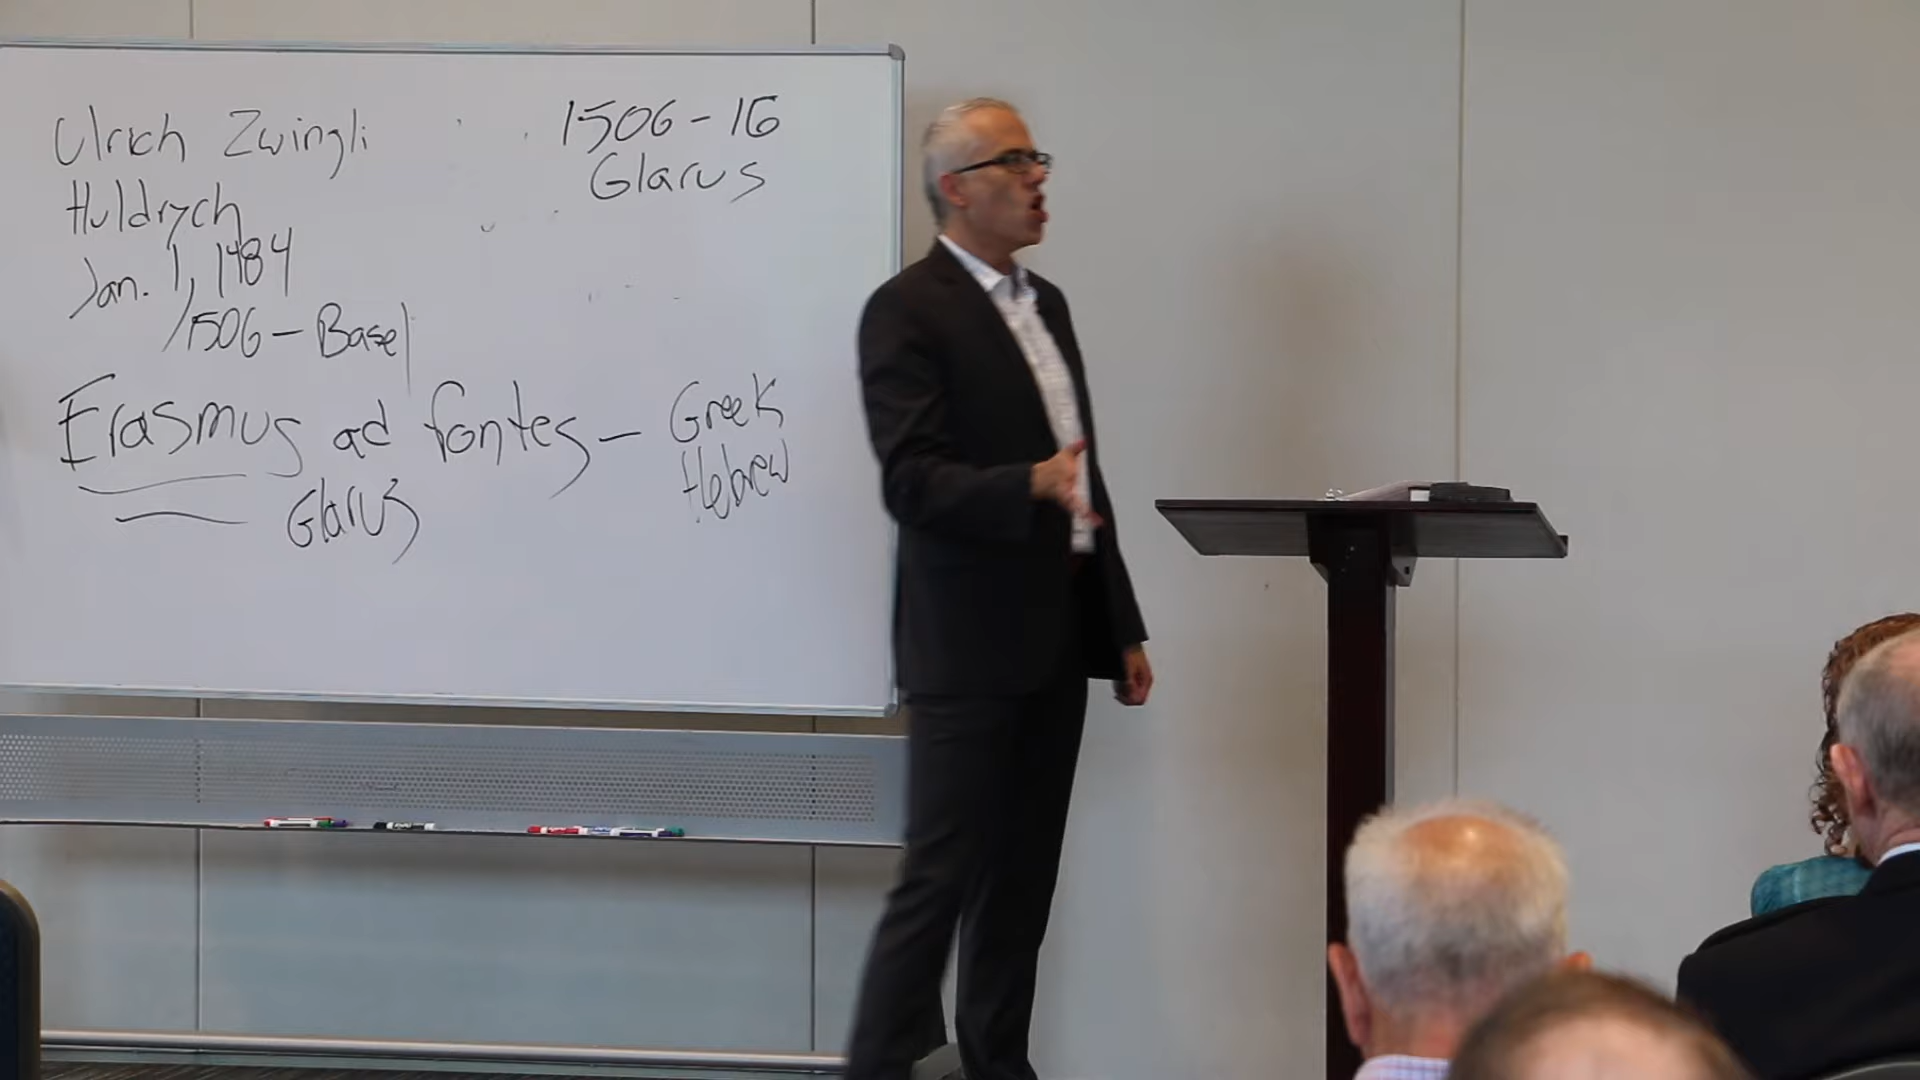 Ulrich Zwingli
Huldrych
Jan. 1, 1484
1506 - Basel
Erasmus ad fontes - Greek
Hebrew
Glarus
1506 - 16
Glarus